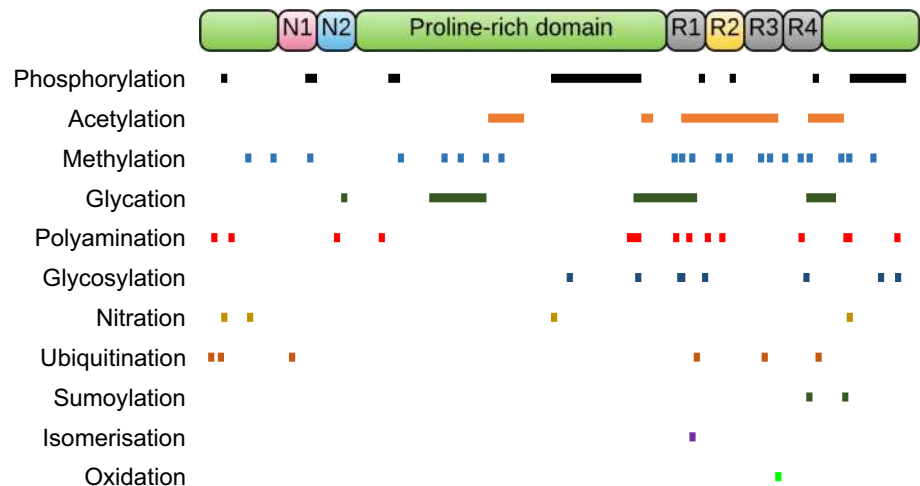 N1 N2 Proline-rich domain R1 R2 R3 R4
Phosphorylation
Acetylation
Methylation
Glycation
Polyamination
Glycosylation
Nitration
Ubiquitination
Sumoylation
Isomerisation
Oxidation